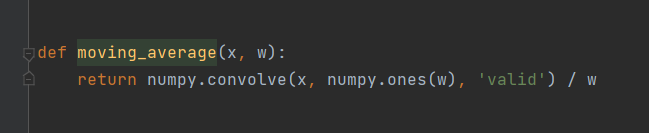 def moving_average(x, w):
    return numpy.convolve(x, numpy.ones(w), 'valid') / w